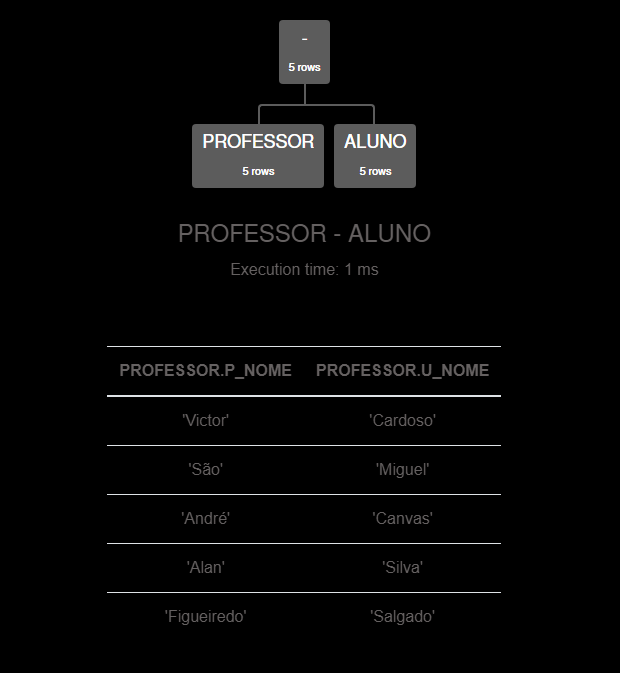 -
5 rows
PROFESSOR ALUNO
5 rows 5 rows
PROFESSOR - ALUNO
Execution time: 1 ms
PROFESSOR.P_NOME PROFESSOR.U_NOME
'Victor' 'Cardoso'
'São' 'Miguel'
'André' 'Canvas'
'Alan' 'Silva'
'Figueiredo' 'Salgado'